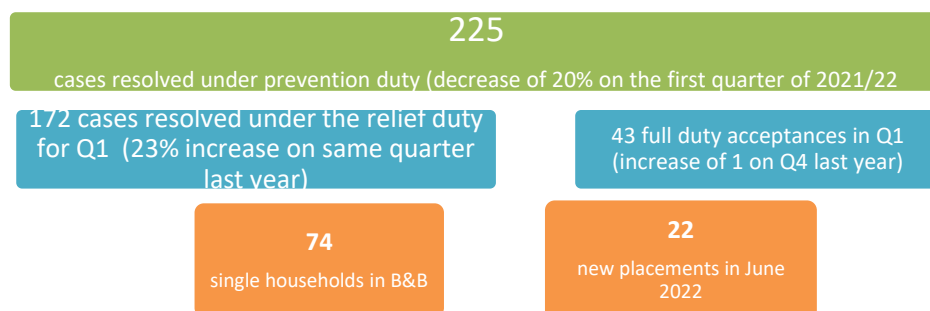 225
cases resolved under prevention duty (decrease of 20% on the first quarter of 2021/22
172 cases resolved under the relief duty
for Q1 (23% increase on same quarter
last year)
43 full duty acceptances in Q1
(increase of 1 on Q4 last year)
74
single households in B&B
22
new placements in June
2022